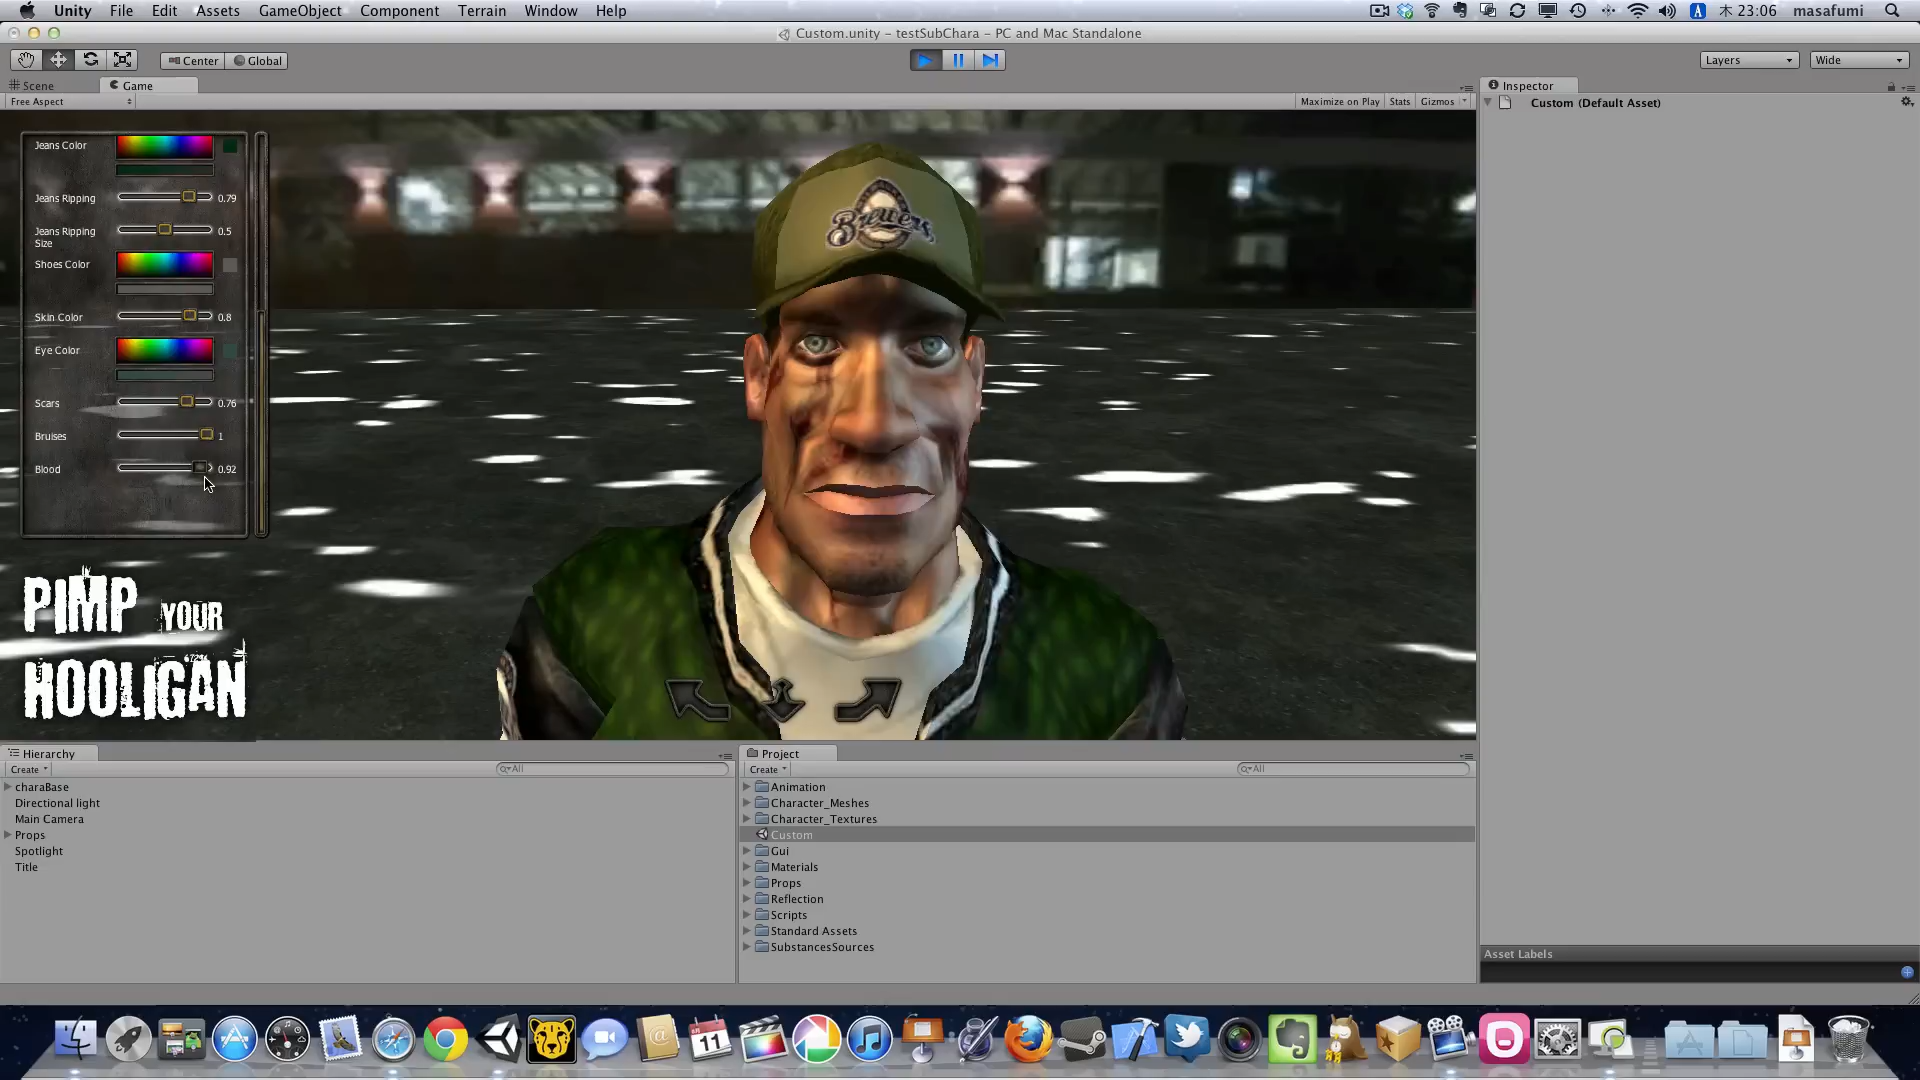 Unity File Edit Assets GameObject Component Terrain Window Help
木 23:06 masafumi
Custom.unity – testSubChara – PC and Mac Standalone
Center Global
Layers Wide
Scene Game
Free Aspect
Maximize on Play Stats Gizmos
Inspector
Custom (Default Asset)
Jeans Color
Jeans Ripping 0.79
Jeans Ripping Size 0.5
Shoes Color
Skin Color 0.8
Eye Color
Scars 0.76
Bruises 1
Blood 0.92
Brewers
PIMP YOUR
HOOLIGAN
Hierarchy
Create All
charaBase
Directional light
Main Camera
Props
Spotlight
Title
Project
Create All
Animation
Character_Meshes
Character_Textures
Custom
Gui
Materials
Props
Reflection
Scripts
Standard Assets
SubstancesSources
Asset Labels
11